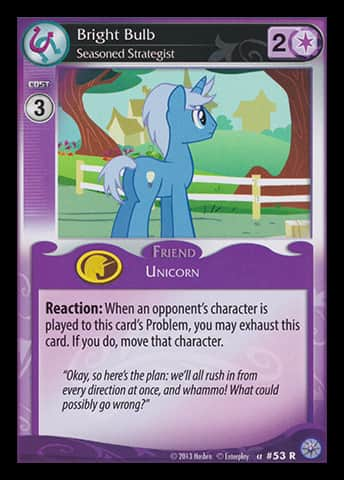 Bright Bulb
Seasoned Strategist
2
COST
3
FRIEND
UNICORN
Reaction: When an opponent's character is
played to this card's Problem, you may exhaust this
card. If you do, move that character.
"Okay, so here's the plan: we'll all rush in from
every direction at once, and whammo! What could
possibly go wrong?"
© 2013 Hasbro © Enterplay α #53 R